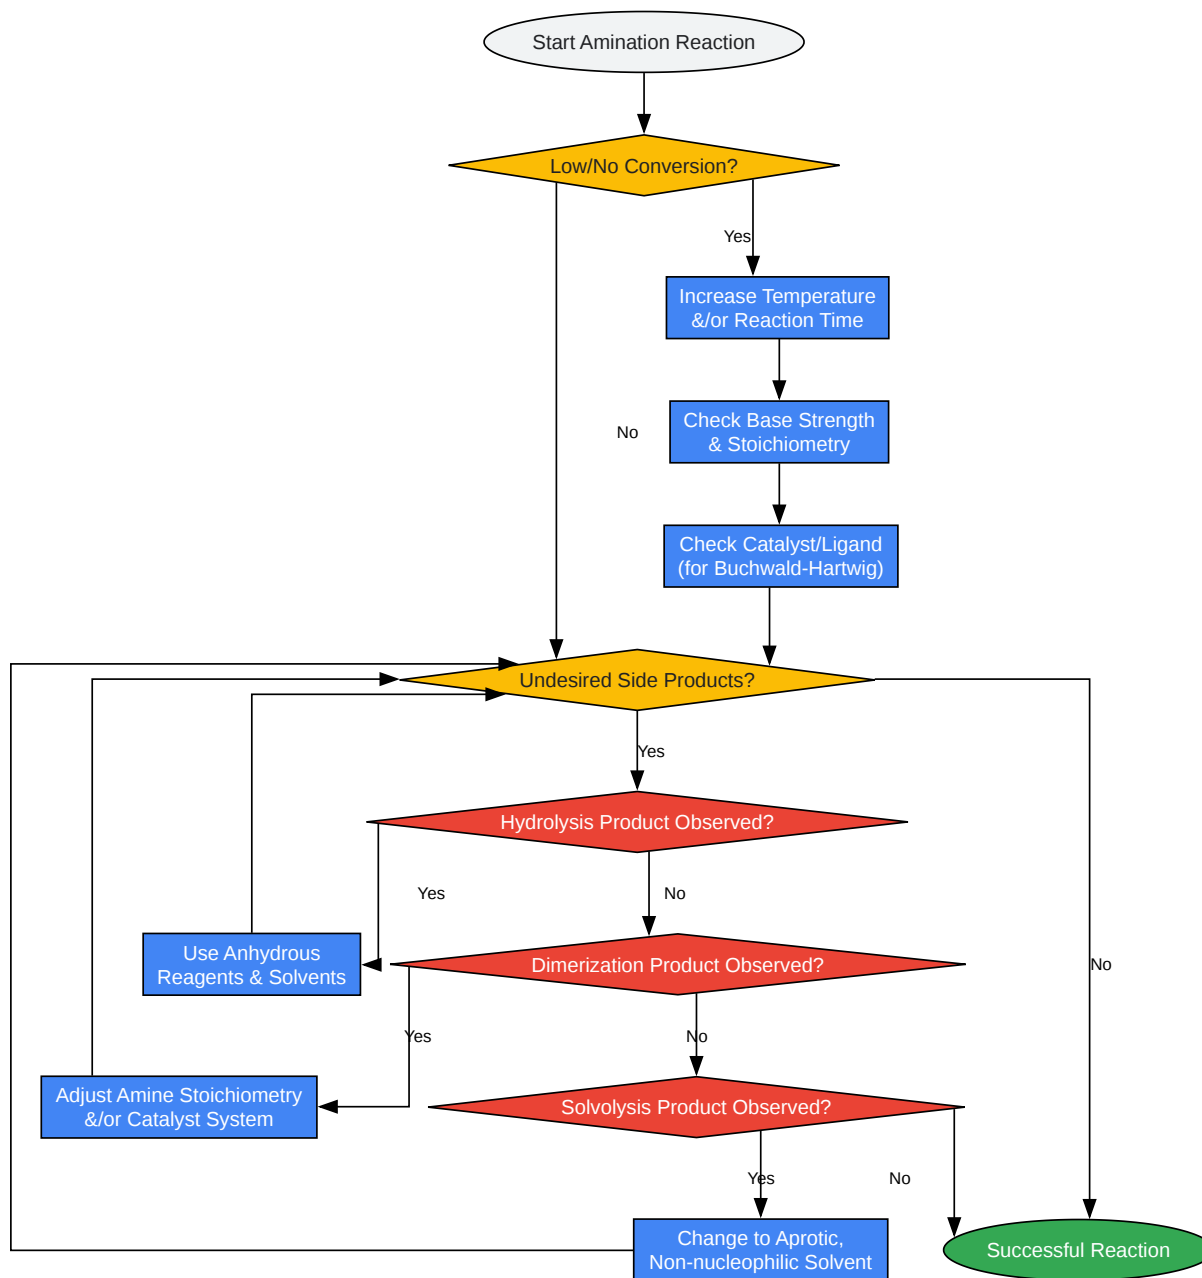 Start Amination Reaction
Low/No Conversion?
Yes
Increase Temperature
&/or Reaction Time
No
Check Base Strength
& Stoichiometry
Check Catalyst/Ligand
(for Buchwald-Hartwig)
Undesired Side Products?
Yes
Hydrolysis Product Observed?
Yes
No
Use Anhydrous
Reagents & Solvents
Dimerization Product Observed?
No
Yes
No
Adjust Amine Stoichiometry
&/or Catalyst System
Solvolysis Product Observed?
Yes
No
Change to Aprotic,
Non-nucleophilic Solvent
Successful Reaction